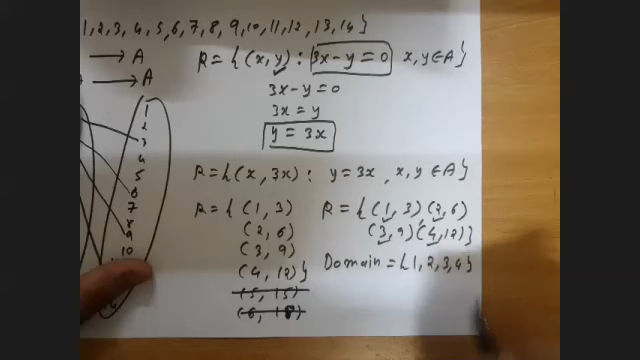 1, 2, 3, 4, 5, 6, 7, 8, 9, 10, 11, 12, 13, 14 }
→ A
→ A
R = { (x, y) : 3x - y = 0 x, y ∈ A }
3x - y = 0
3x = y
y = 3x
R = { (x, 3x) : y = 3x, x, y ∈ A }
R = { (1, 3)
(2, 6)
(3, 9)
(4, 12) }
(5, 15)
(6, 18)
R = { (1, 3), (2, 6)
(3, 9) (4, 12) }
Domain = { 1, 2, 3, 4 }
1
2
3
4
5
6
7
8
9
10